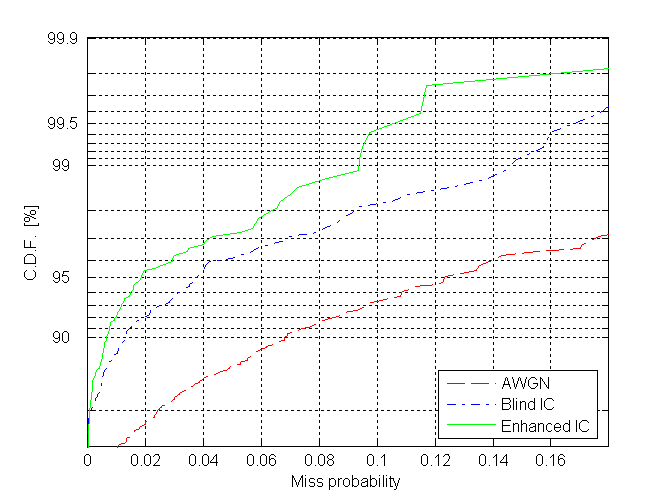 99.9
99.5
99
95
90
C.D.F. [%]
0 0.02 0.04 0.06 0.08 0.1 0.12 0.14 0.16
Miss probability
AWGN
Blind IC
Enhanced IC